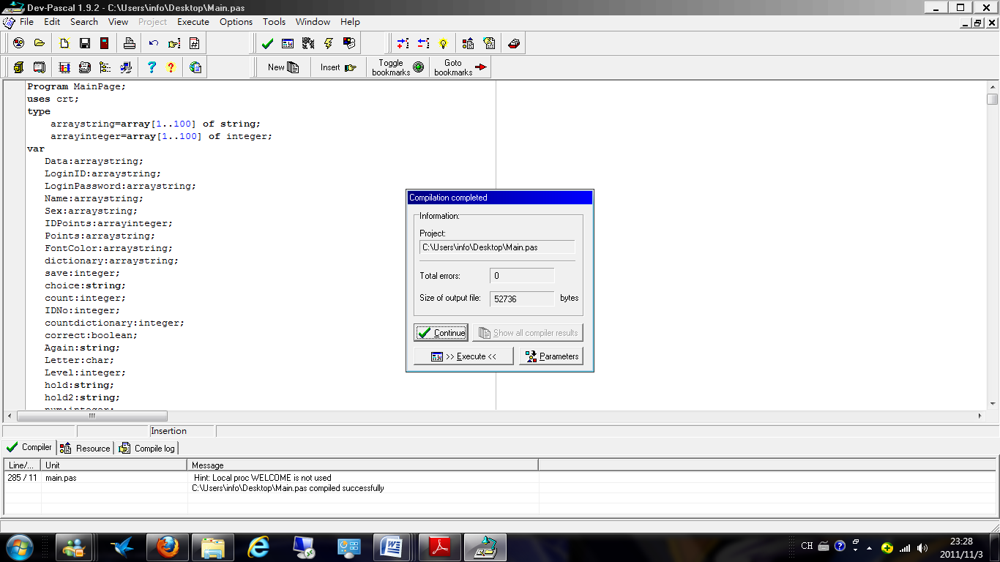 Dev-Pascal 1.9.2 - C:\Users\info\Desktop\Main.pas
File Edit Search View Project Execute Options Tools Window Help
New Insert Toggle bookmarks Goto bookmarks
Program MainPage;
uses crt;
type
arraystring=array[1..100] of string;
arrayinteger=array[1..100] of integer;
var
Data:arraystring;
LoginID:arraystring;
LoginPassword:arraystring;
Name:arraystring;
Sex:arraystring;
IDPoints:arrayinteger;
Points:arraystring;
FontColor:arraystring;
dictionary:arraystring;
save:integer;
choice:string;
count:integer;
IDNo:integer;
countdictionary:integer;
correct:boolean;
Again:string;
Letter:char;
Level:integer;
hold:string;
hold2:string;
num:integer;
Compilation completed
Information:
Project:
C:\Users\info\Desktop\Main.pas
Total errors: 0
Size of output file: 52736 bytes
Continue Show all compiler results
>> Execute << Parameters
Insertion
Compiler Resource Compile log
Line/... Unit Message
285 / 11 main.pas Hint: Local proc WELCOME is not used
C:\Users\info\Desktop\Main.pas compiled successfully
CH 23:28
2011/11/3